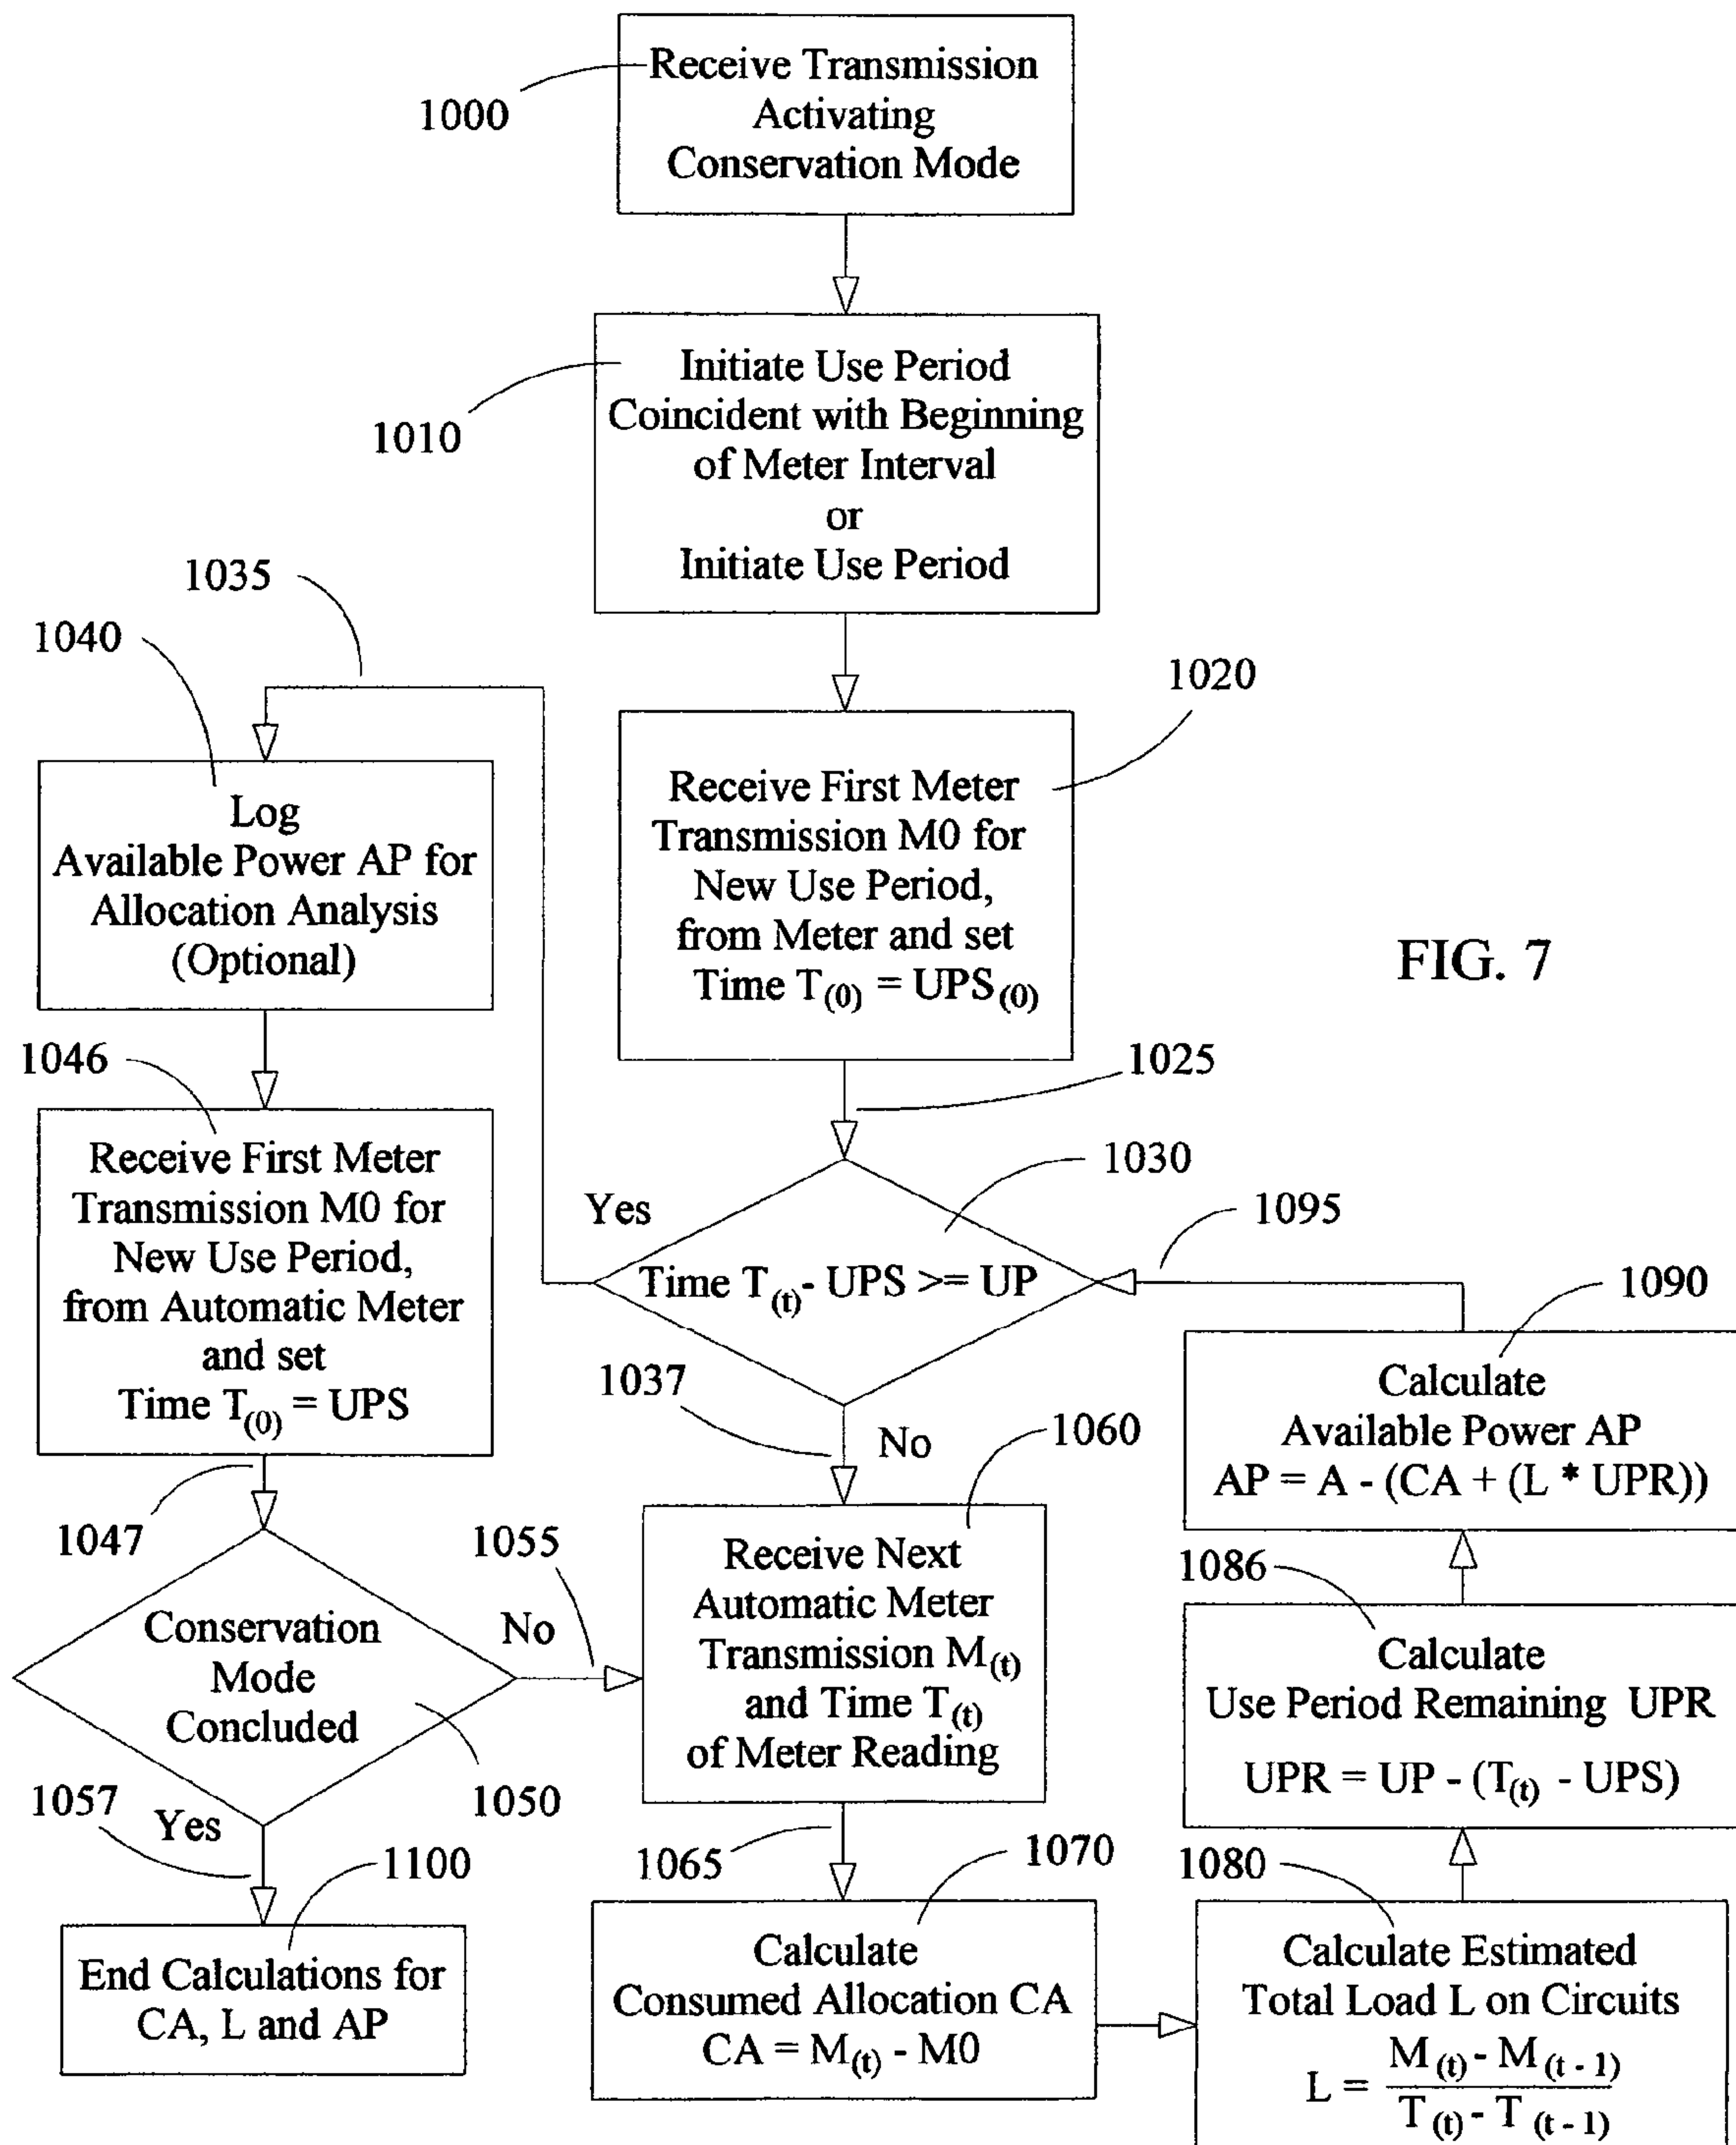 1000
Receive Transmission
Activating
Conservation Mode
1010
Initiate Use Period
Coincident with Beginning
of Meter Interval
or
Initiate Use Period
1035
1040
Log
Available Power AP for
Allocation Analysis
(Optional)
1020
Receive First Meter
Transmission M0 for
New Use Period,
from Meter and set
Time T(0) = UPS(0)
FIG. 7
1025
1046
Receive First Meter
Transmission M0 for
New Use Period,
from Automatic Meter
and set
Time T(0) = UPS
1030
Yes
Time T(t)- UPS >= UP
1095
1037
No
1090
Calculate
Available Power AP
AP = A - (CA + (L * UPR))
1047
Conservation
Mode
Concluded
1050
No
1055
1060
Receive Next
Automatic Meter
Transmission M(t)
and Time T(t)
of Meter Reading
1086
Calculate
Use Period Remaining UPR
UPR = UP - (T(t) - UPS)
1057
Yes
1100
End Calculations for
CA, L and AP
1065
1070
Calculate
Consumed Allocation CA
CA = M(t) - M0
1080
Calculate Estimated
Total Load L on Circuits
L = M(t) - M(t - 1)
T(t) - T(t - 1)